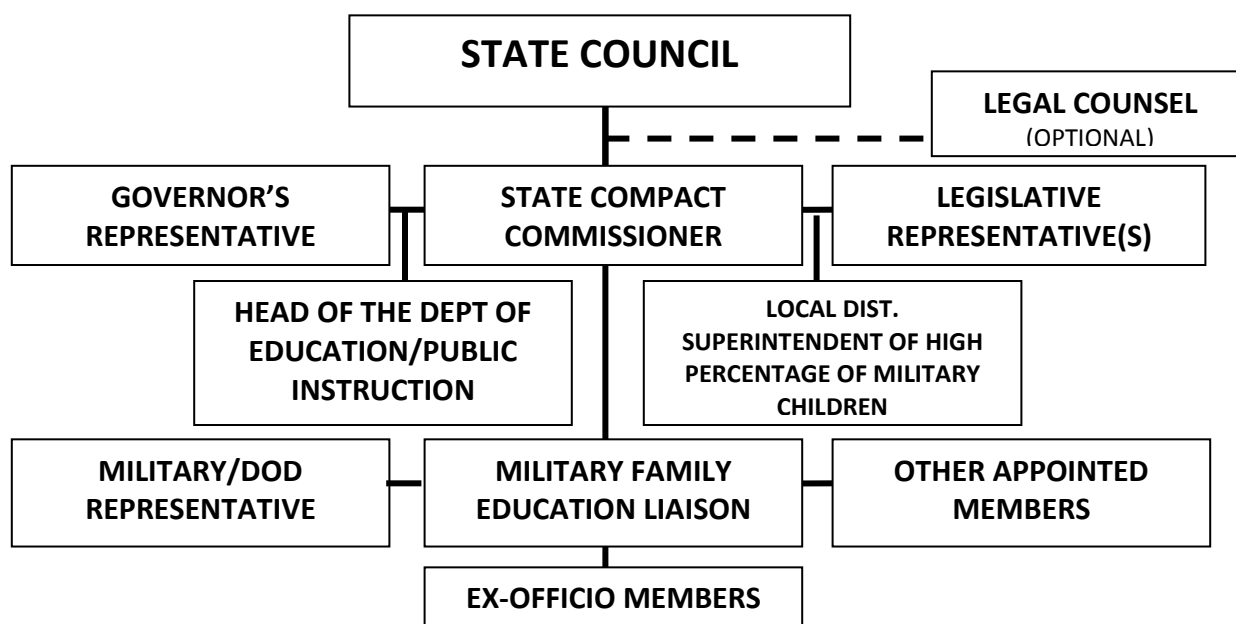 STATE COUNCIL
LEGAL COUNSEL
(OPTIONAL)
GOVERNOR’S
REPRESENTATIVE
STATE COMPACT
COMMISSIONER
LEGISLATIVE
REPRESENTATIVE(S)
HEAD OF THE DEPT OF
EDUCATION/PUBLIC
INSTRUCTION
LOCAL DIST.
SUPERINTENDENT OF HIGH
PERCENTAGE OF MILITARY
CHILDREN
MILITARY/DOD
REPRESENTATIVE
MILITARY FAMILY
EDUCATION LIAISON
OTHER APPOINTED
MEMBERS
EX-OFFICIO MEMBERS